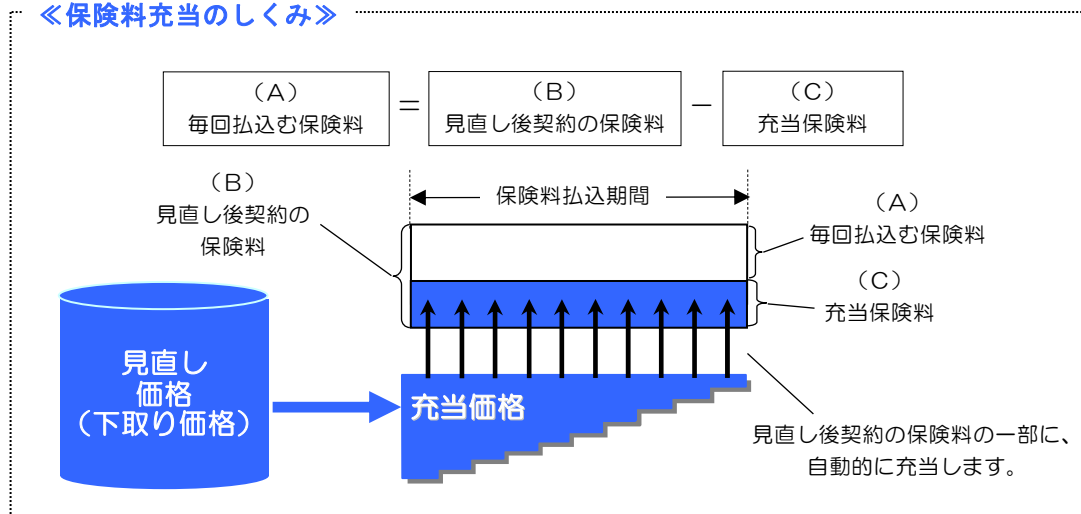 ≪保険料充当のしくみ≫
(A)
毎回払込む保険料
=
(B)
見直し後契約の保険料
−
(C)
充当保険料
(B)
見直し後契約の
保険料
保険料払込期間
(A)
毎回払込む保険料
(C)
充当保険料
見直し
価格
(下取り価格)
充当価格
見直し後契約の保険料の一部に、
自動的に充当します。